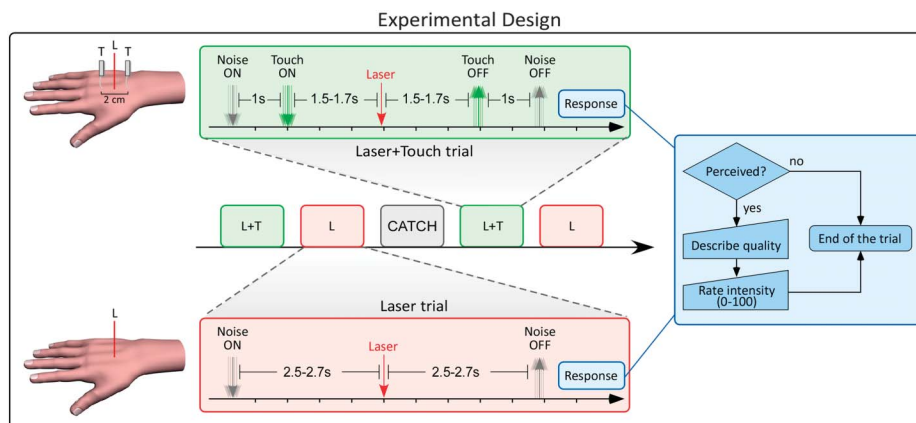 Experimental Design
T L T
2 cm
Noise ON
Touch ON
Laser
Touch OFF
Noise OFF
1s
1.5-1.7s
1.5-1.7s
1s
Response
Laser+Touch trial
L+T
L
CATCH
L+T
L
Perceived?
no
yes
Describe quality
End of the trial
Rate intensity
(0-100)
L
Laser trial
Noise ON
Laser
Noise OFF
2.5-2.7s
2.5-2.7s
Response